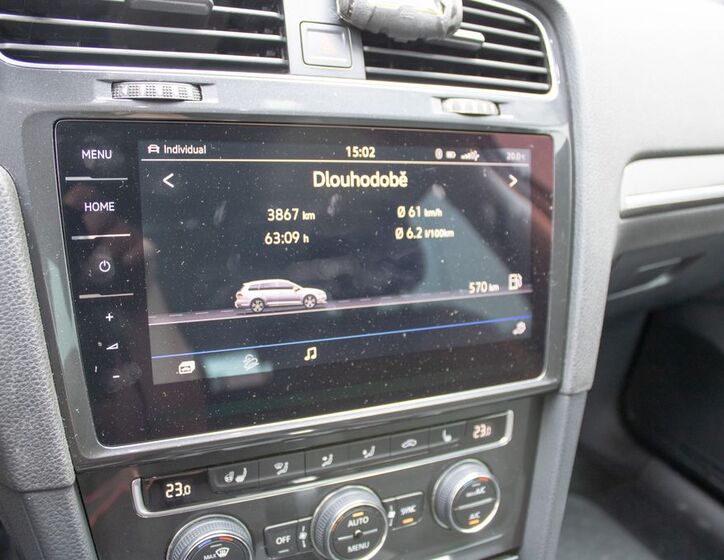 MENU
HOME
Individual 15:02 20.0°C
Dlouhodobě
3867 km Ø 61 km/h
63:09 h Ø 6.2 l/100km
570 km
+
-
23.0 23.0
OFF AUTO SYNC A/C
MAX MENU A/C